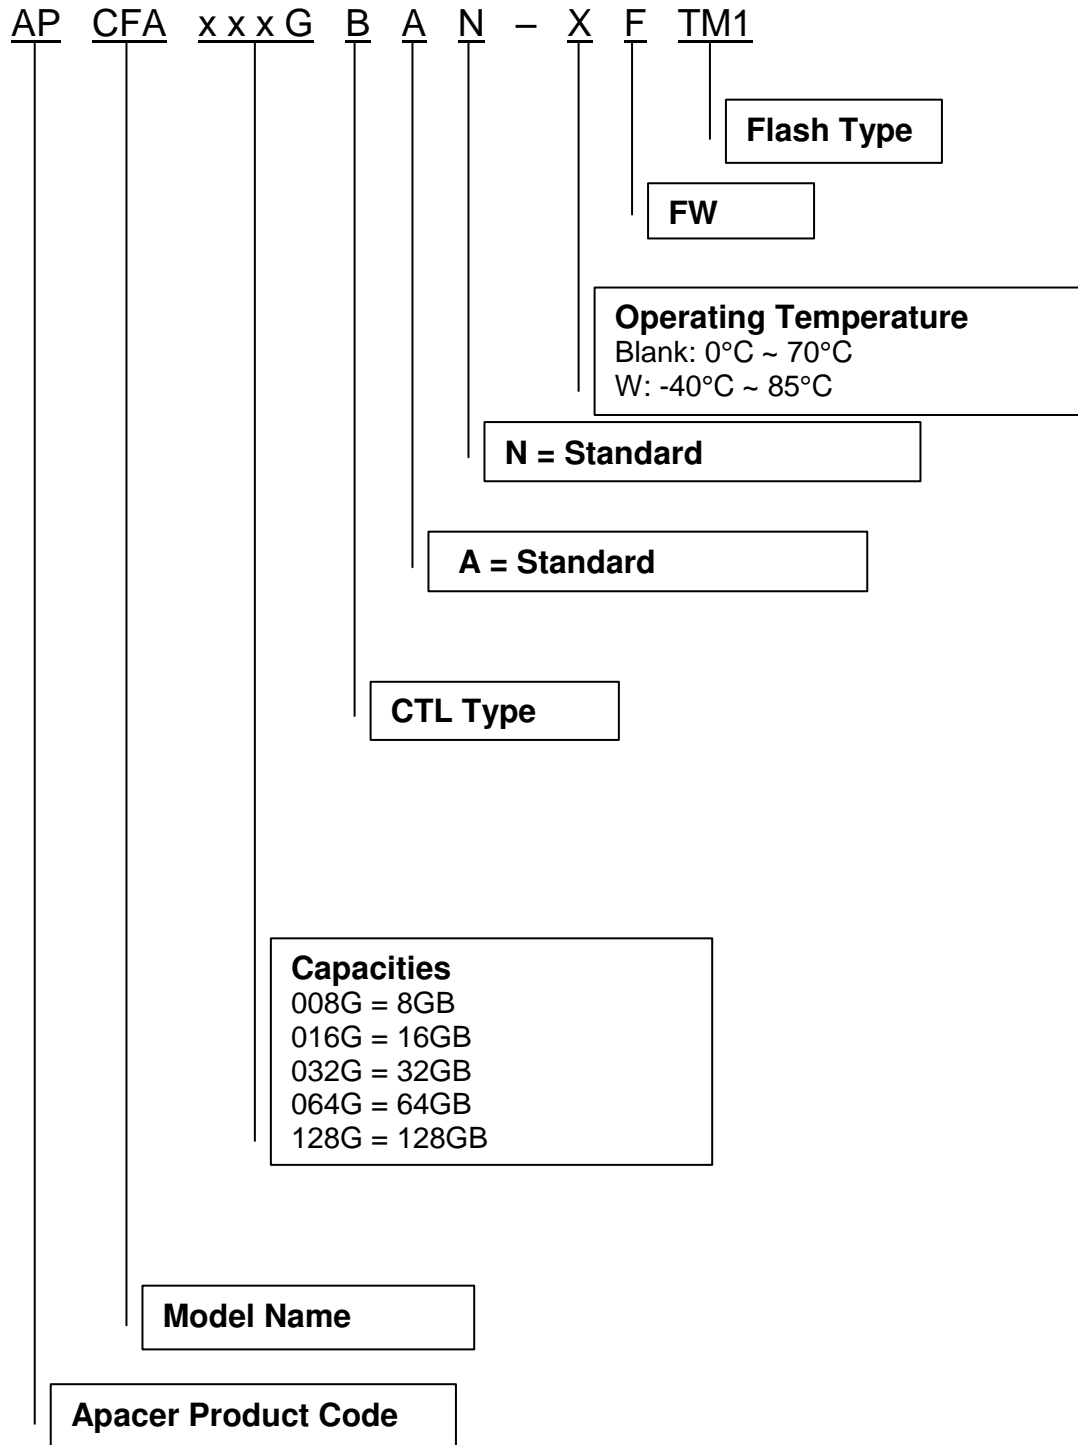 AP CFA x x x G B A N – X F TM1
Flash Type
FW
Operating Temperature
Blank: 0°C ~ 70°C
W: -40°C ~ 85°C
N = Standard
A = Standard
CTL Type
Capacities
008G = 8GB
016G = 16GB
032G = 32GB
064G = 64GB
128G = 128GB
Model Name
Apacer Product Code